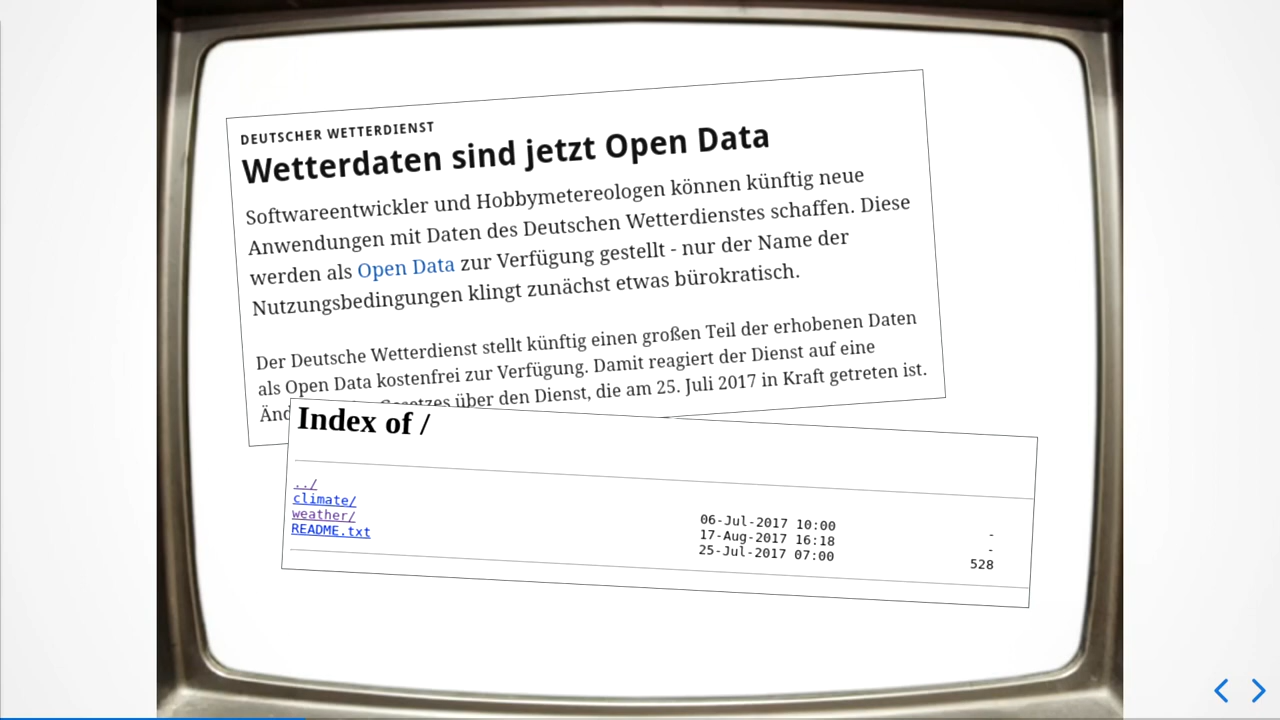 DEUTSCHER WETTERDIENST
Wetterdaten sind jetzt Open Data
Softwareentwickler und Hobbymetereologen können künftig neue
Anwendungen mit Daten des Deutschen Wetterdienstes schaffen. Diese
werden als Open Data zur Verfügung gestellt - nur der Name der
Nutzungsbedingungen klingt zunächst etwas bürokratisch.
Der Deutsche Wetterdienst stellt künftig einen großen Teil der erhobenen Daten
als Open Data kostenfrei zur Verfügung. Damit reagiert der Dienst auf eine
über den Dienst, die am 25. Juli 2017 in Kraft getreten ist.
Index of /
../
climate/ 06-Jul-2017 10:00 -
weather/ 17-Aug-2017 16:18 -
README.txt 25-Jul-2017 07:00 528